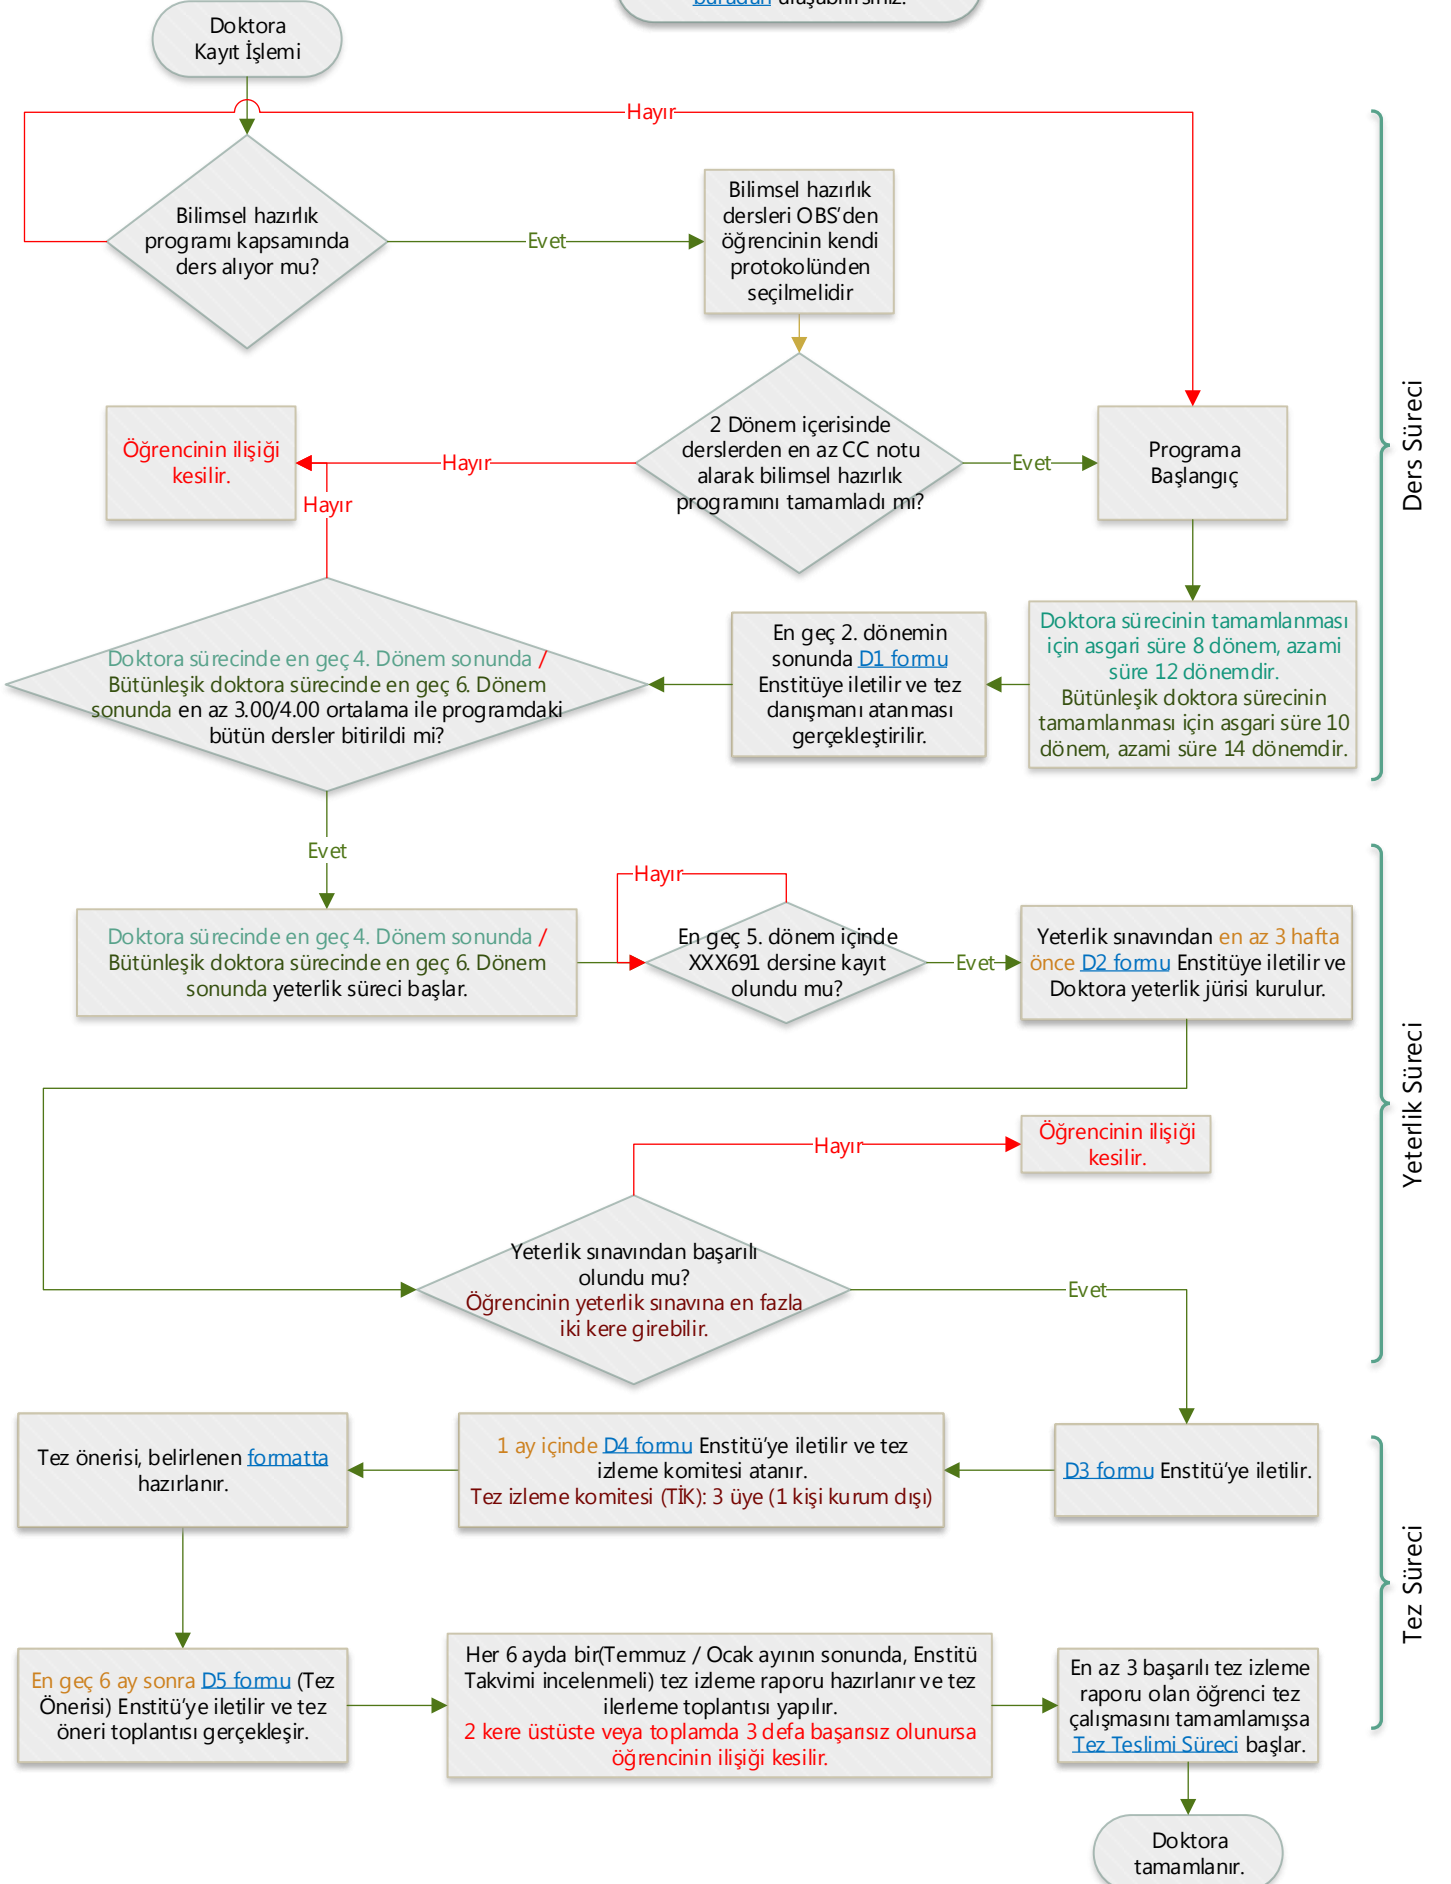 buradan ulaşabilirsiniz.
Doktora
Kayıt İşlemi
Hayır
Bilimsel hazırlık
programı kapsamında
ders alıyor mu?
Evet
Bilimsel hazırlık
dersleri OBS'den
öğrencinin kendi
protokolünden
seçilmelidir
Öğrencinin ilişiği
kesilir.
Hayır
Hayır
2 Dönem içerisinde
derslerden en az CC notu
alarak bilimsel hazırlık
programını tamamladı mı?
Evet
Programa
Başlangıç
Ders Süreci
Doktora sürecinin tamamlanması
için asgari süre 8 dönem, azami
süre 12 dönemdir.
Bütünleşik doktora sürecinin
tamamlanması için asgari süre 10
dönem, azami süre 14 dönemdir.
En geç 2. dönemin
sonunda D1 formu
Enstitüye iletilir ve tez
danışmanı atanması
gerçekleştirilir.
Doktora sürecinde en geç 4. Dönem sonunda /
Bütünleşik doktora sürecinde en geç 6. Dönem
sonunda en az 3.00/4.00 ortalama ile programdaki
bütün dersler bitirildi mi?
Evet
Doktora sürecinde en geç 4. Dönem sonunda /
Bütünleşik doktora sürecinde en geç 6. Dönem
sonunda yeterlik süreci başlar.
Hayır
En geç 5. dönem içinde
XXX691 dersine kayıt
olundu mu?
Evet
Yeterlik sınavından en az 3 hafta
önce D2 formu Enstitüye iletilir ve
Doktora yeterlik jürisi kurulur.
Yeterlik Süreci
Hayır
Öğrencinin ilişiği
kesilir.
Yeterlik sınavından başarılı
olundu mu?
Öğrencinin yeterlik sınavına en fazla
iki kere girebilir.
Evet
D3 formu Enstitü'ye iletilir.
1 ay içinde D4 formu Enstitü'ye iletilir ve tez
izleme komitesi atanır.
Tez izleme komitesi (TİK): 3 üye (1 kişi kurum dışı)
Tez önerisi, belirlenen formatta
hazırlanır.
Tez Süreci
En geç 6 ay sonra D5 formu (Tez
Önerisi) Enstitü'ye iletilir ve tez
öneri toplantısı gerçekleşir.
Her 6 ayda bir(Temmuz / Ocak ayının sonunda, Enstitü
Takvimi incelenmeli) tez izleme raporu hazırlanır ve tez
ilerleme toplantısı yapılır.
2 kere üstüste veya toplamda 3 defa başarısız olunursa
öğrencinin ilişiği kesilir.
En az 3 başarılı tez izleme
raporu olan öğrenci tez
çalışmasını tamamlamışsa
Tez Teslimi Süreci başlar.
Doktora
tamamlanır.